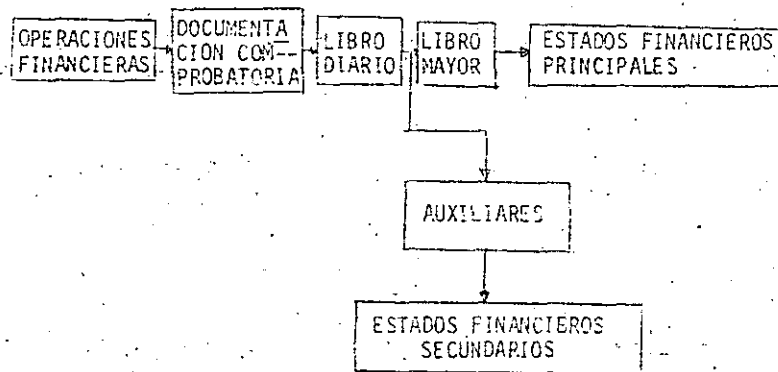 OPERACIONES
FINANCIERAS
DOCUMENTA
CION COM--
PROBATORIA
LIBRO
DIARIO
LIBRO
MAYOR
ESTADOS FINANCIEROS
PRINCIPALES
AUXILIARES
ESTADOS FINANCIEROS
SECUNDARIOS